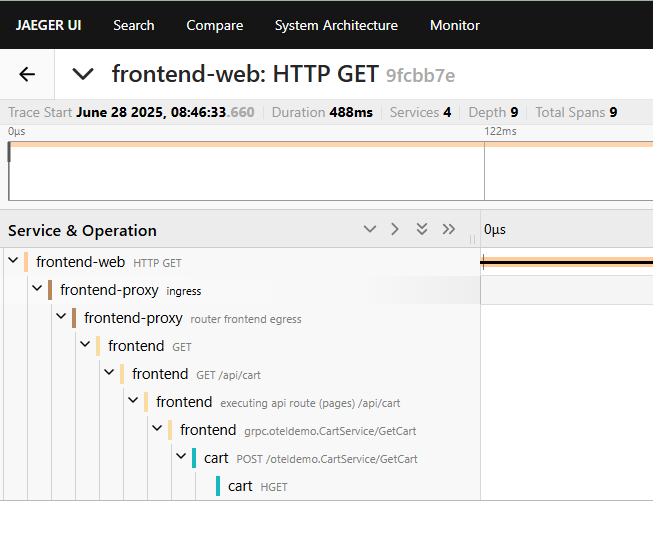 JAEGER UI Search Compare System Architecture Monitor
frontend-web: HTTP GET 9fcbb7e
Trace Start June 28 2025, 08:46:33.660 Duration 488ms Services 4 Depth 9 Total Spans 9
0μs 122ms
Service & Operation 0μs
frontend-web HTTP GET
frontend-proxy ingress
frontend-proxy router frontend egress
frontend GET
frontend GET /api/cart
frontend executing api route (pages) /api/cart
frontend grpc.oteldemo.CartService/GetCart
cart POST /oteldemo.CartService/GetCart
cart HGET